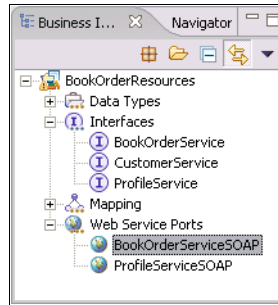 Business I... Navigator
BookOrderResources
Data Types
Interfaces
BookOrderService
CustomerService
ProfileService
Mapping
Web Service Ports
BookOrderServiceSOAP
ProfileServiceSOAP